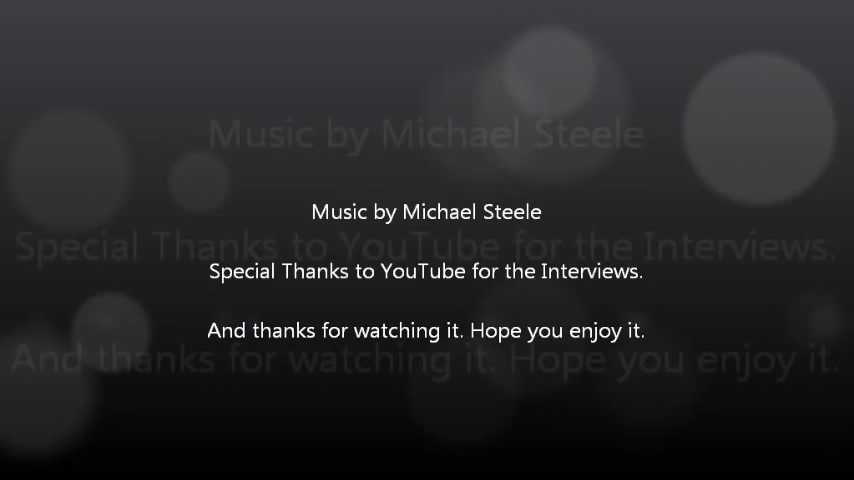 Music by Michael Steele
Special Thanks to YouTube for the Interviews.
And thanks for watching it. Hope you enjoy it.